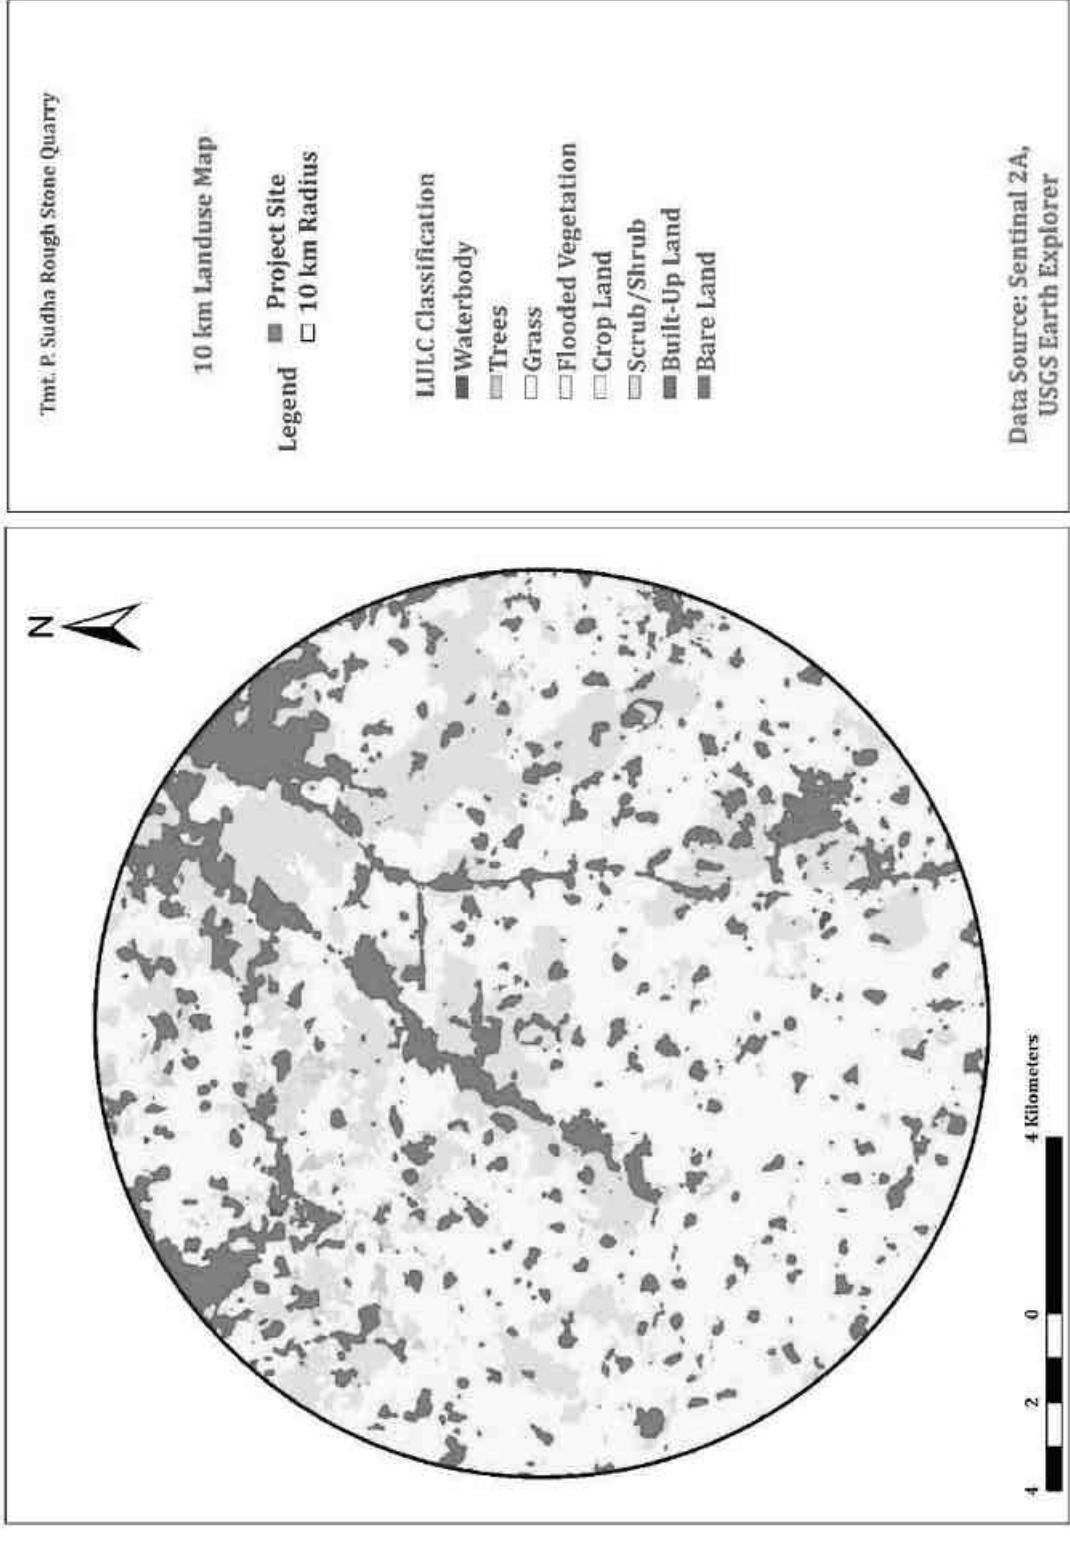 Tmt. P. Sudha Rough Stone Quarry
10 km Landuse Map
Legend
Project Site
10 km Radius
LULC Classification
Waterbody
Trees
Grass
Flooded Vegetation
Crop Land
Scrub/Shrub
Built-Up Land
Bare Land
Data Source: Sentinal 2A,
USGS Earth Explorer
N
4 2 0 4 Kilometers